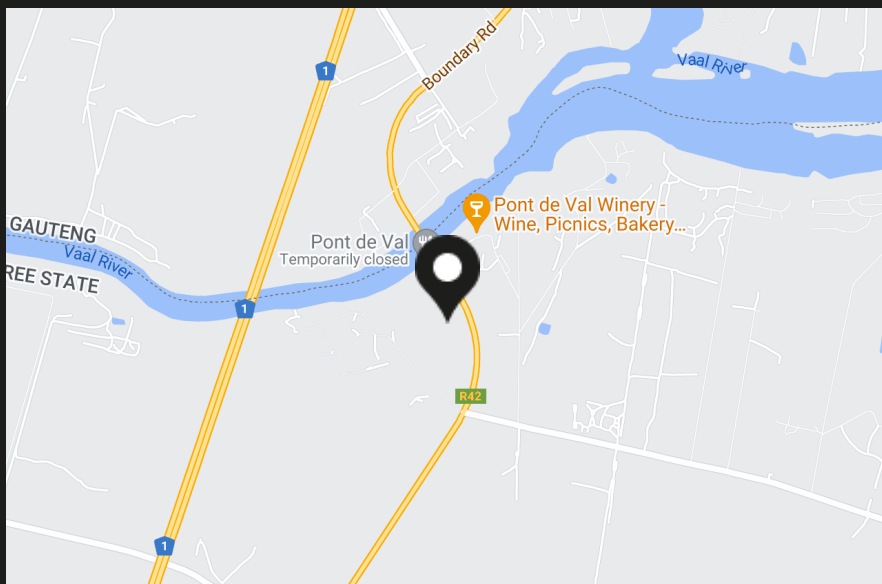 1
Boundary Rd
Vaal River
Pont de Val Winery -
Wine, Picnics, Bakery...
GAUTENG
Pont de Val
Temporarily closed
Vaal River
REE STATE
1
R42
1